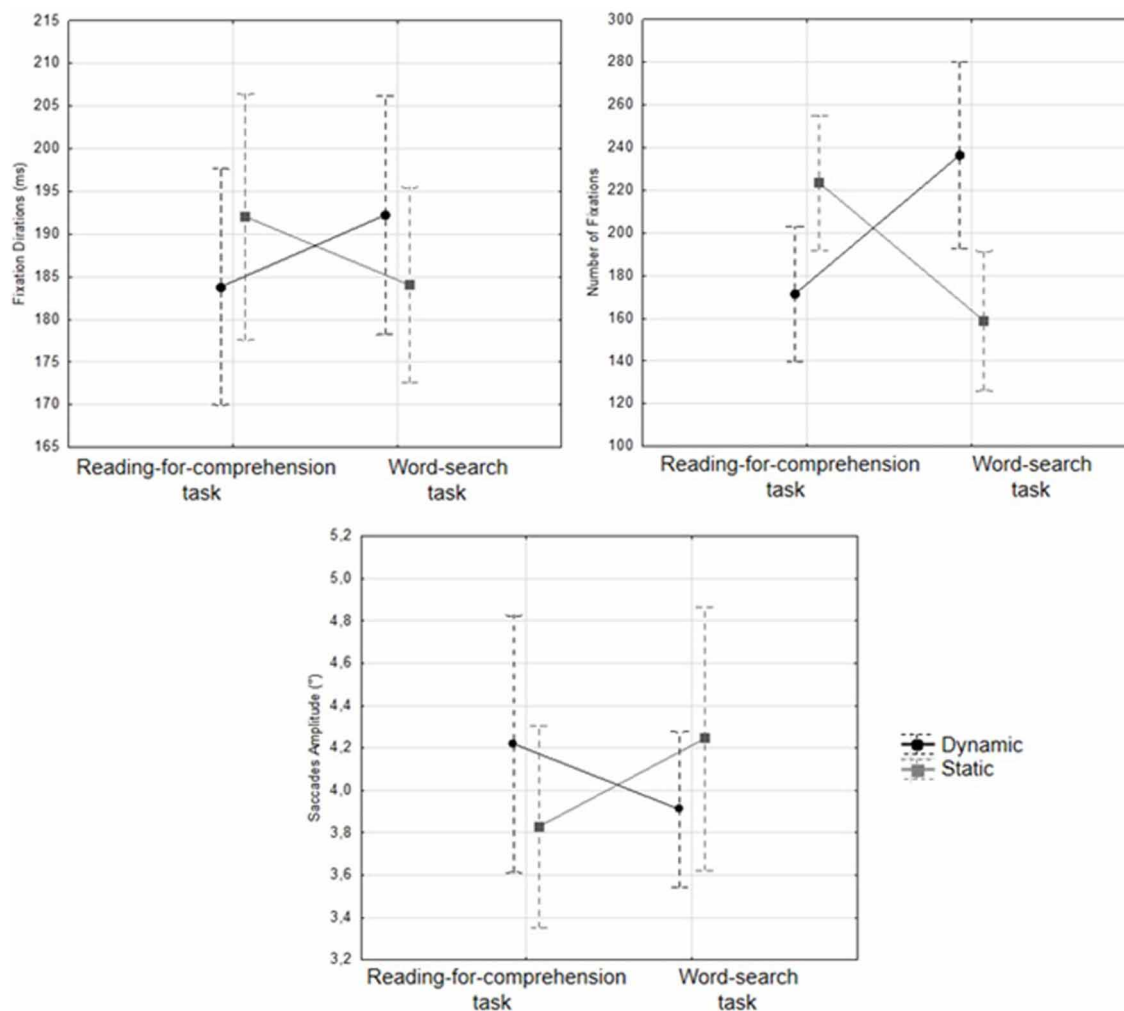 Fixation Dirations (ms)
215
210
205
200
195
190
185
180
175
170
165
Reading-for-comprehension
task
Word-search
task
Number of Fixations
300
280
260
240
220
200
180
160
140
120
100
Reading-for-comprehension
task
Word-search
task
Saccades Amplitude (°)
5,2
5,0
4,8
4,6
4,4
4,2
4,0
3,8
3,6
3,4
3,2
Reading-for-comprehension
task
Word-search
task
Dynamic
Static